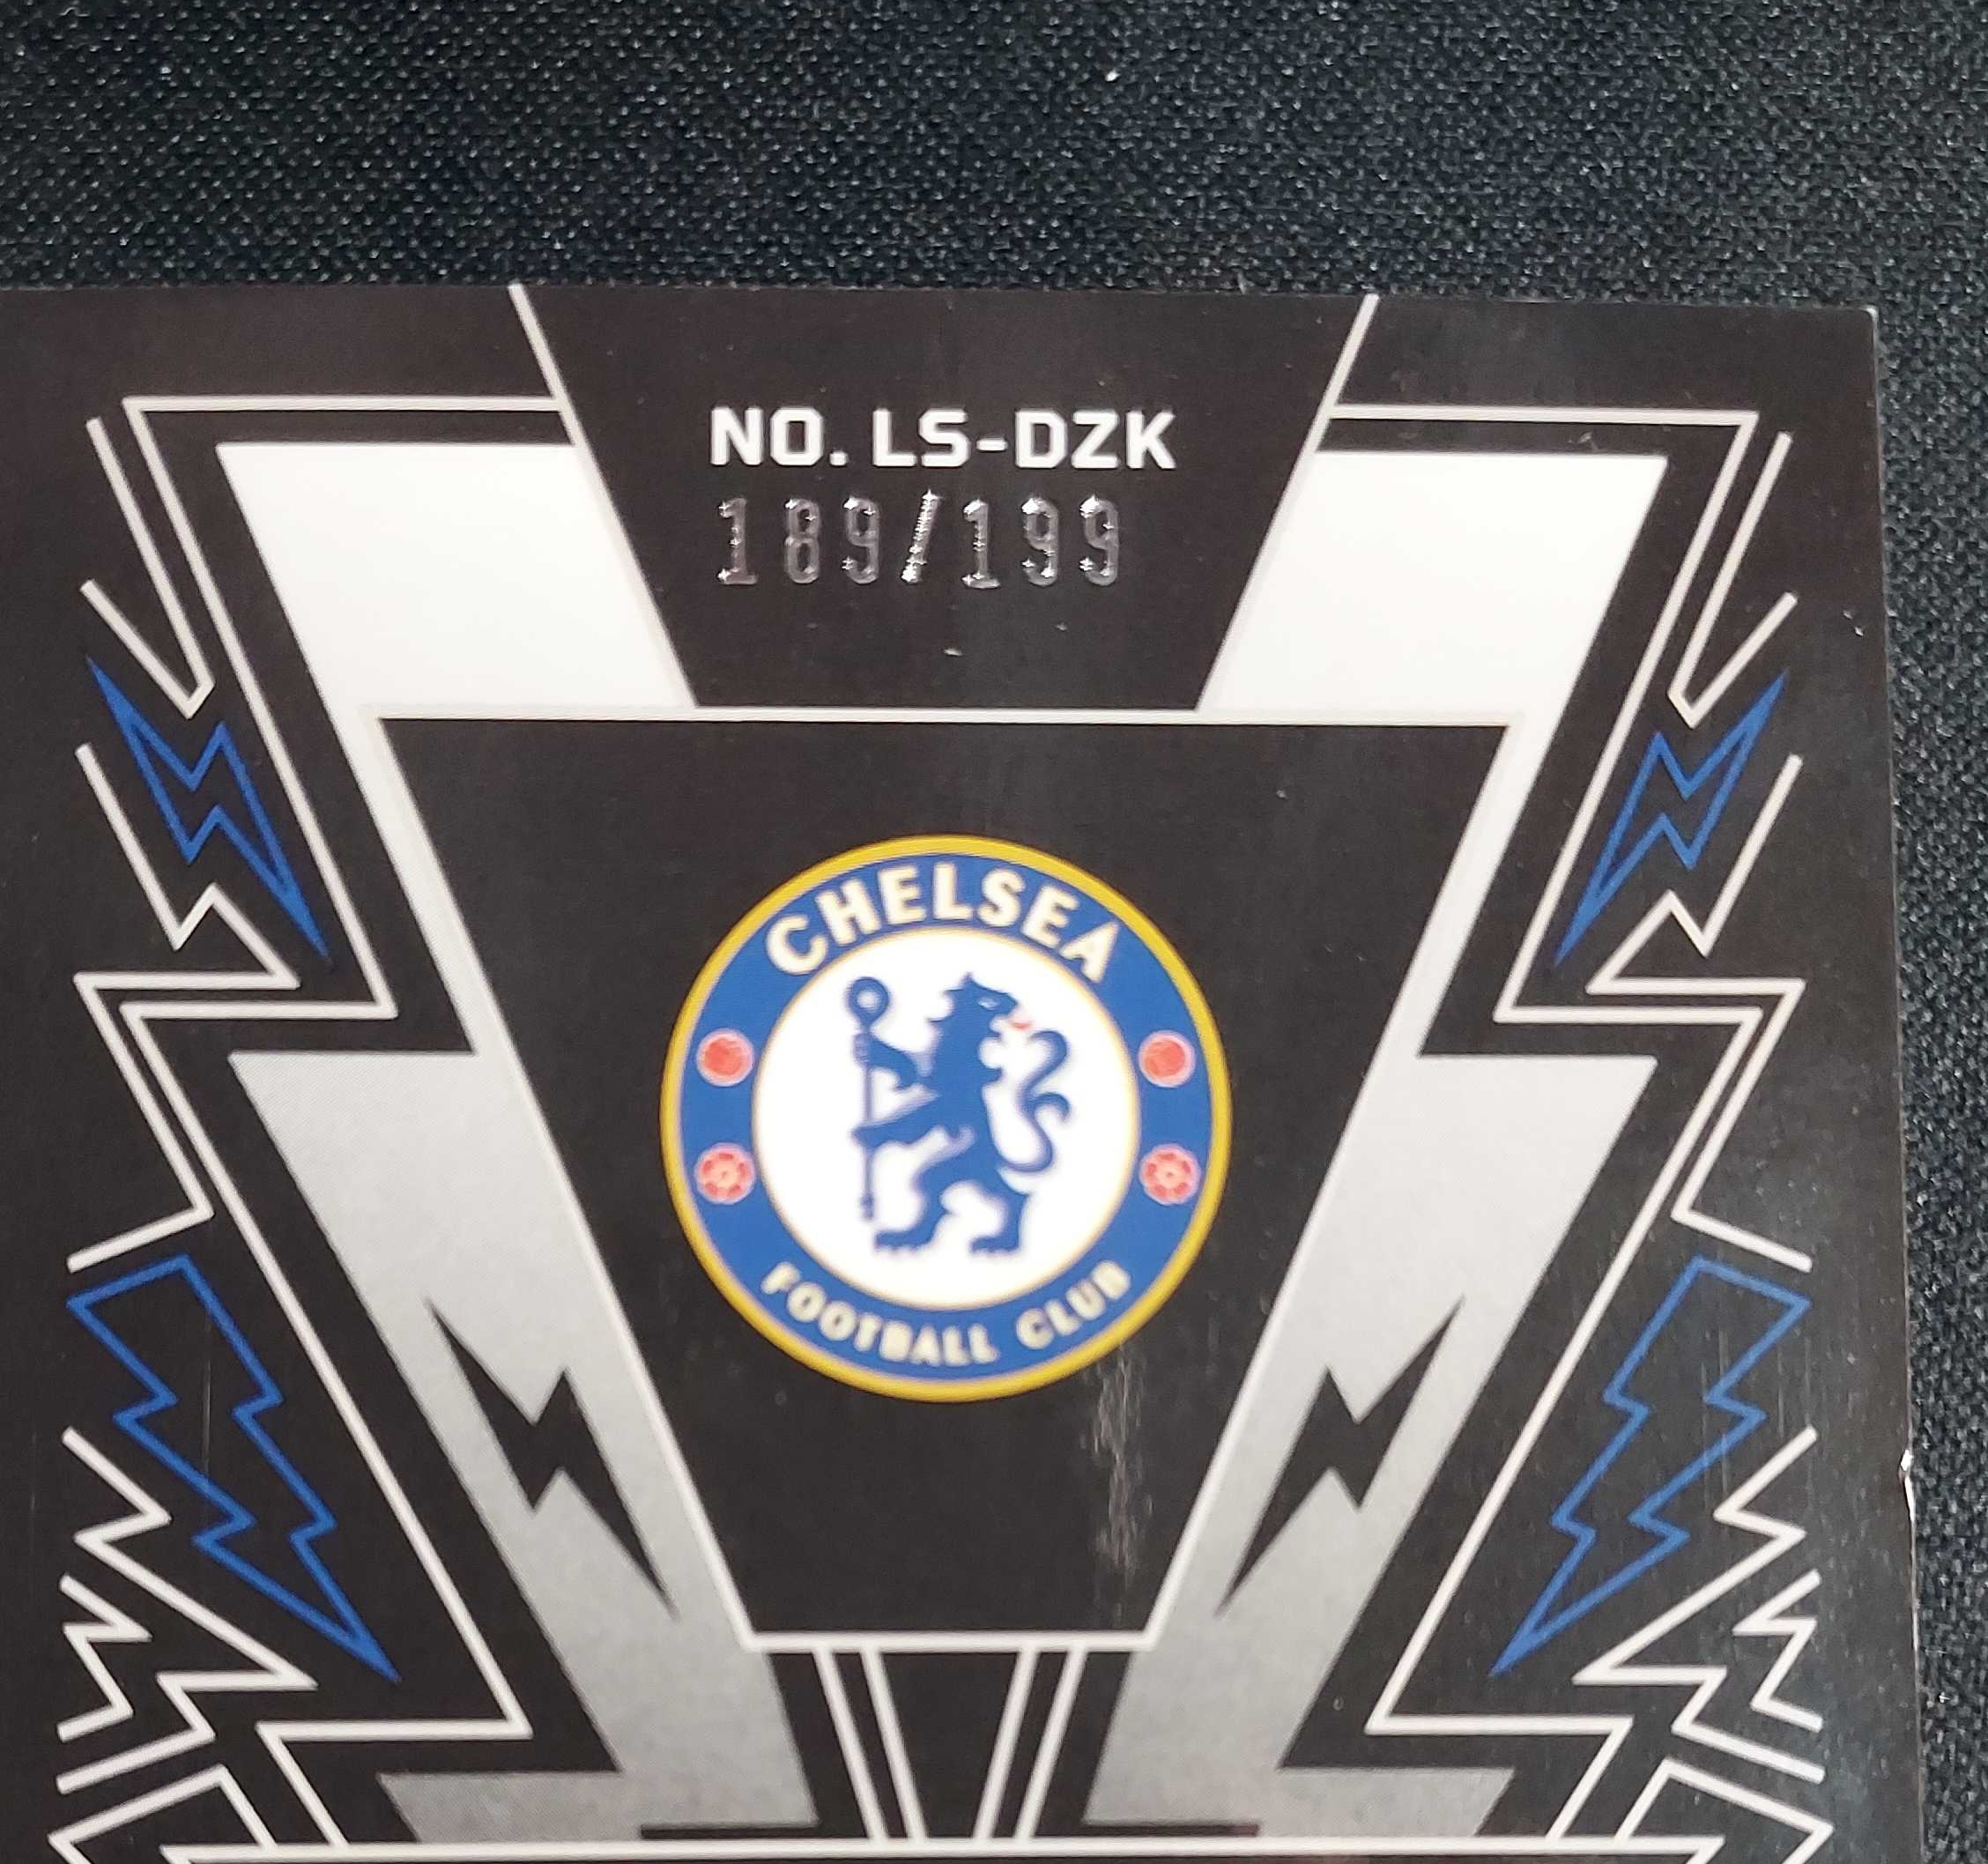 NO. LS-DZK
189/199
CHELSEA
FOOTBALL CLUB